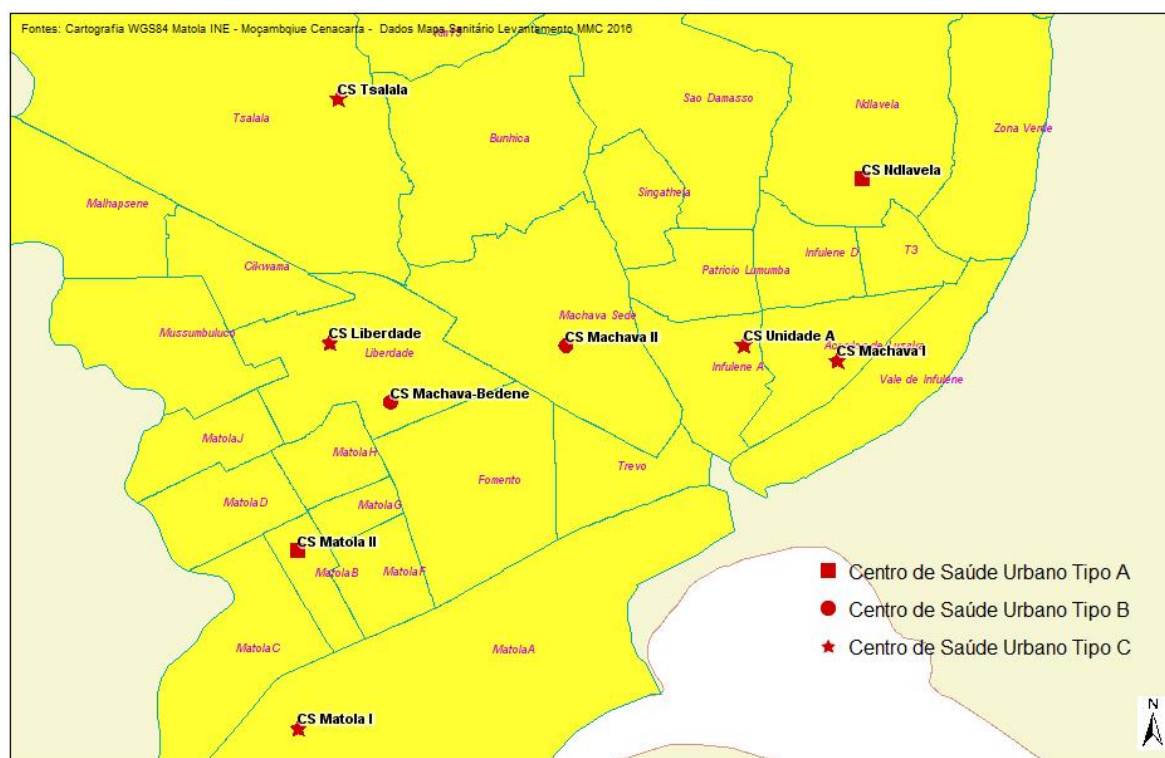 Fontes: Cartografia WGS84 Matola INE - Moçambqiue Cenacarta - Dados Mapa Sanitário Levantamento MMC 2016
CS Tsalala
Tsalala
Bunhica
Sao Damasso
Ndlavela
Zona Verde
CS Ndlavela
Singathela
Malhapsene
Cikwama
Infulene D
T3
Patricio Lumumba
Mussumbuluco
CS Liberdade
Liberdade
Machava Sede
CS Machava II
CS Unidade A
Infulene A
CS Machava I
Vale de Infulene
CS Machava-Bedene
MatolaJ
MatolaH
Fomento
Trevo
MatolaD
MatolaG
CS Matola II
MatolaB
MatolaF
MatolaC
MatolaA
CS Matola I
Centro de Saúde Urbano Tipo A
Centro de Saúde Urbano Tipo B
Centro de Saúde Urbano Tipo C
N